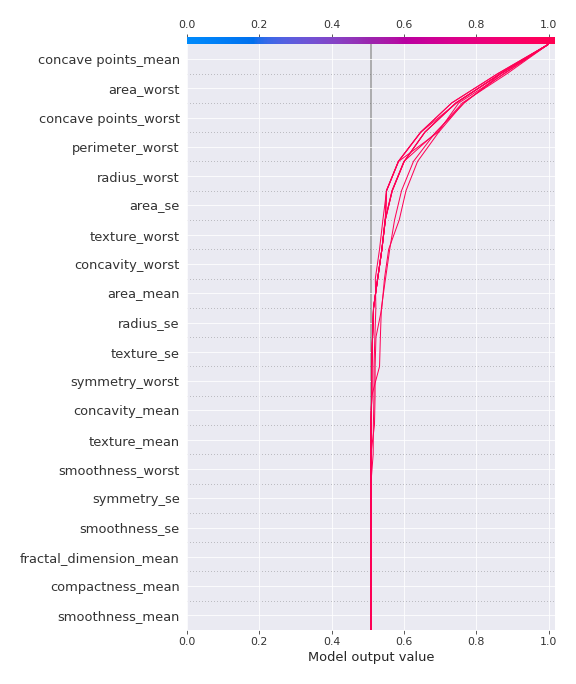 0.0 0.2 0.4 0.6 0.8 1.0
concave points_mean
area_worst
concave points_worst
perimeter_worst
radius_worst
area_se
texture_worst
concavity_worst
area_mean
radius_se
texture_se
symmetry_worst
concavity_mean
texture_mean
smoothness_worst
symmetry_se
smoothness_se
fractal_dimension_mean
compactness_mean
smoothness_mean
0.0 0.2 0.4 0.6 0.8 1.0
Model output value